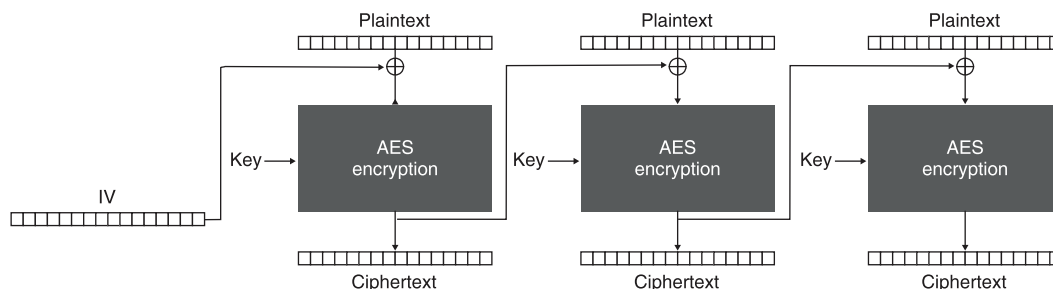 Plaintext
Plaintext
Plaintext
AES
encryption
AES
encryption
AES
encryption
Key
Key
Key
IV
Ciphertext
Ciphertext
Ciphertext